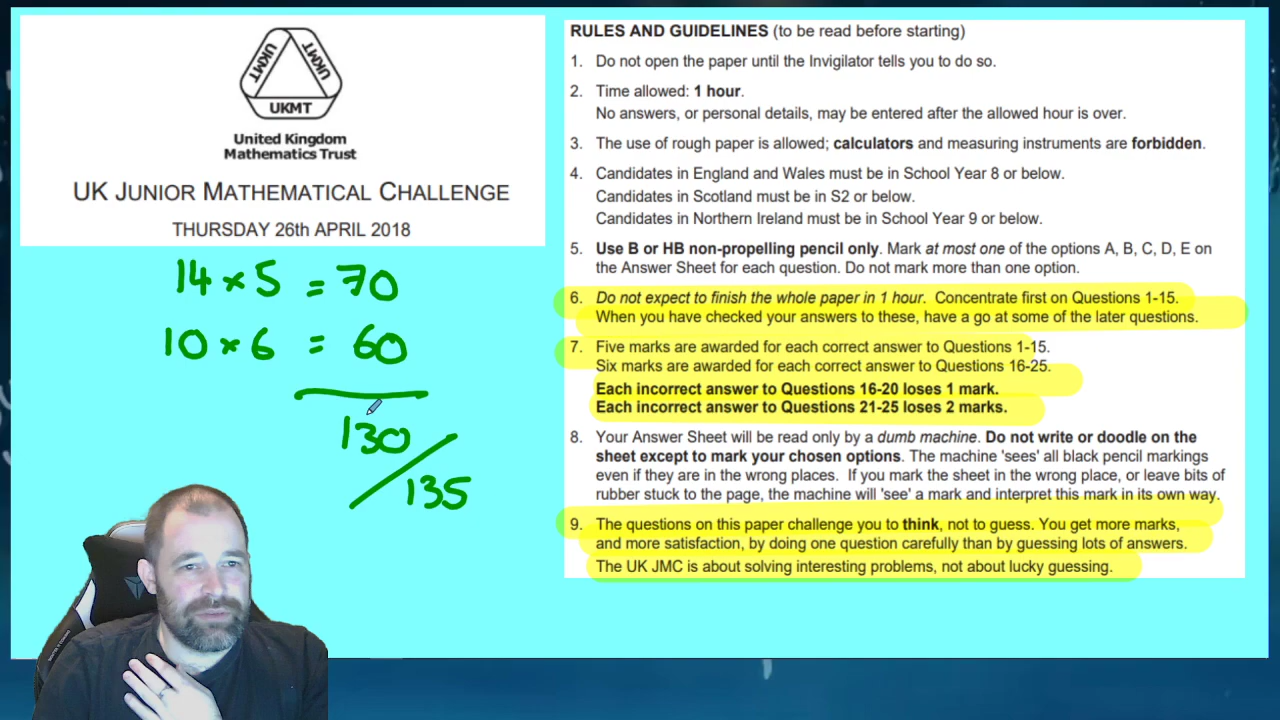 UKMT
UKMT
UKMT
United Kingdom
Mathematics Trust
UK JUNIOR MATHEMATICAL CHALLENGE
THURSDAY 26th APRIL 2018
14 × 5 = 70
10 × 6 = 60
130
/135
RULES AND GUIDELINES (to be read before starting)
1. Do not open the paper until the Invigilator tells you to do so.
2. Time allowed: 1 hour.
No answers, or personal details, may be entered after the allowed hour is over.
3. The use of rough paper is allowed; calculators and measuring instruments are forbidden.
4. Candidates in England and Wales must be in School Year 8 or below.
Candidates in Scotland must be in S2 or below.
Candidates in Northern Ireland must be in School Year 9 or below.
5. Use B or HB non-propelling pencil only. Mark at most one of the options A, B, C, D, E on
the Answer Sheet for each question. Do not mark more than one option.
6. Do not expect to finish the whole paper in 1 hour. Concentrate first on Questions 1-15.
When you have checked your answers to these, have a go at some of the later questions.
7. Five marks are awarded for each correct answer to Questions 1-15.
Six marks are awarded for each correct answer to Questions 16-25.
Each incorrect answer to Questions 16-20 loses 1 mark.
Each incorrect answer to Questions 21-25 loses 2 marks.
8. Your Answer Sheet will be read only by a dumb machine. Do not write or doodle on the
sheet except to mark your chosen options. The machine 'sees' all black pencil markings
even if they are in the wrong places. If you mark the sheet in the wrong place, or leave bits of
rubber stuck to the page, the machine will 'see' a mark and interpret this mark in its own way.
9. The questions on this paper challenge you to think, not to guess. You get more marks,
and more satisfaction, by doing one question carefully than by guessing lots of answers.
The UK JMC is about solving interesting problems, not about lucky guessing.